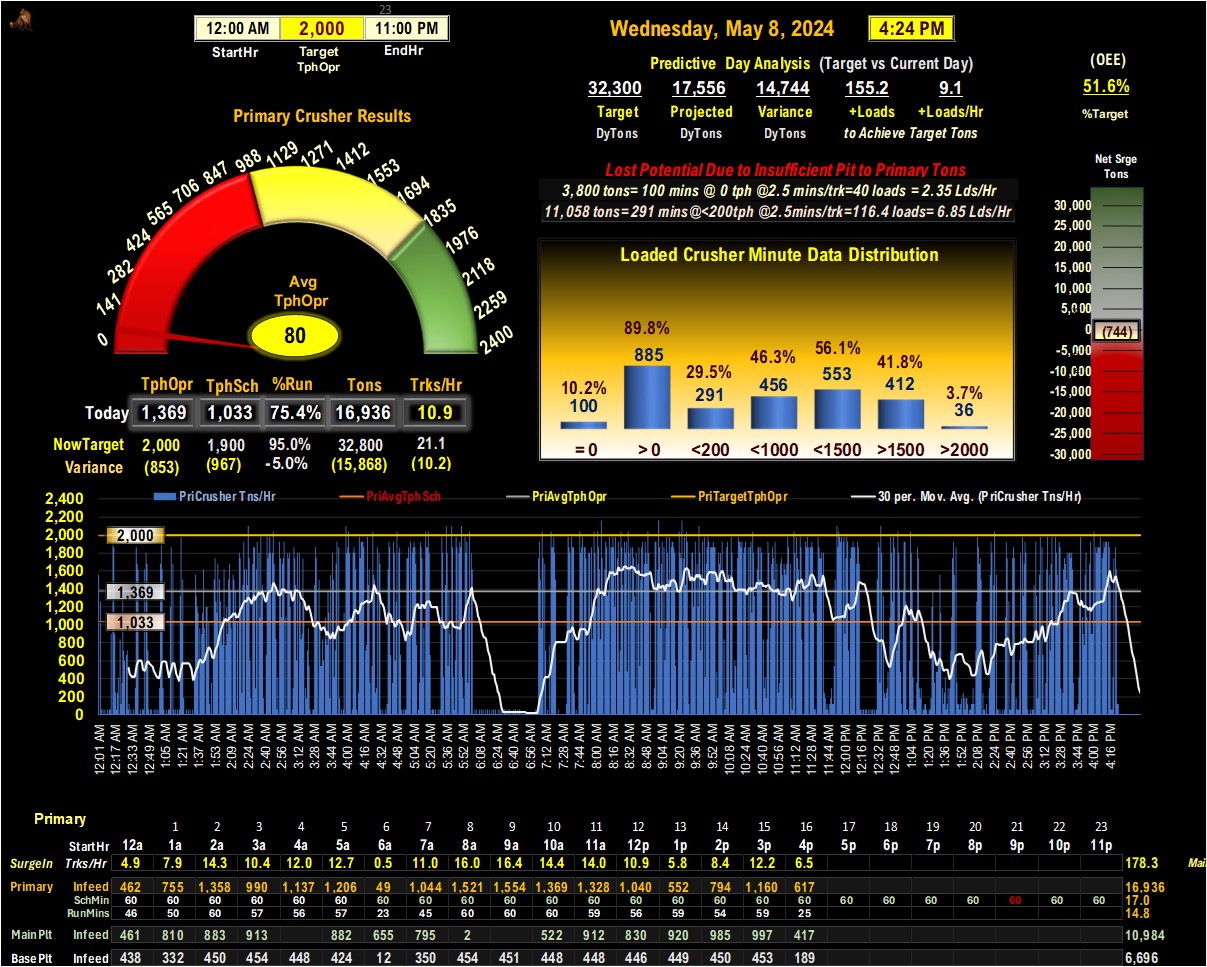 23
12:00 AM 2,000 11:00 PM
StartHr Target TphOpr EndHr
Wednesday, May 8, 2024 4:24 PM
Predictive Day Analysis (Target vs Current Day)
32,300 17,556 14,744 155.2 9.1
Target Projected Variance +Loads +Loads/Hr
DyTons DyTons DyTons to Achieve Target Tons
(OEE)
51.6%
%Target
Primary Crusher Results
0 141 282 424 565 706 847 988 1129 1271 1412 1553 1694 1835 1976 2118 2259 2400
Avg
TphOpr
80
Lost Potential Due to Insufficient Pit to Primary Tons
3,800 tons= 100 mins @ 0 tph @2.5 mins/trk=40 loads = 2.35 Lds/Hr
11,058 tons=291 mins@<200tph @2.5mins/trk=116.4 loads= 6.85 Lds/Hr
Net Srge
Tons
30,000
25,000
20,000
15,000
10,000
5,000
0 (744)
-5,000
-10,000
-15,000
-20,000
-25,000
-30,000
Loaded Crusher Minute Data Distribution
10.2% 89.8% 29.5% 46.3% 56.1% 41.8% 3.7%
100 885 291 456 553 412 36
=0 >0 <200 <1000 <1500 >1500 >2000
TphOpr TphSch %Run Tons Trks/Hr
Today 1,369 1,033 75.4% 16,936 10.9
NowTarget 2,000 1,900 95.0% 32,800 21.1
Variance (853) (967) -5.0% (15,868) (10.2)
PriCrusher Tns/Hr PriAvgTphSch PriAvgTphOpr PriTargetTphOpr 30 per. Mov. Avg. (PriCrusher Tns/Hr)
2,400
2,200
2,000 2,000
1,800
1,600
1,400 1,369
1,200
1,000 1,033
800
600
400
200
0
12:01 AM 12:17 AM 12:33 AM 12:49 AM 1:05 AM 1:21 AM 1:37 AM 1:53 AM 2:09 AM 2:24 AM 2:40 AM 2:56 AM 3:12 AM 3:28 AM 3:44 AM 4:00 AM 4:16 AM 4:32 AM 4:48 AM 5:04 AM 5:20 AM 5:36 AM 5:52 AM 6:08 AM 6:24 AM 6:40 AM 6:56 AM 7:12 AM 7:28 AM 7:44 AM 8:00 AM 8:16 AM 8:32 AM 8:48 AM 9:04 AM 9:20 AM 9:36 AM 9:52 AM 10:08 AM 10:24 AM 10:40 AM 10:56 AM 11:12 AM 11:28 AM 11:44 AM 12:00 PM 12:16 PM 12:32 PM 12:48 PM 1:04 PM 1:20 PM 1:36 PM 1:52 PM 2:08 PM 2:24 PM 2:40 PM 2:56 PM 3:12 PM 3:28 PM 3:44 PM 4:00 PM 4:16 PM
Primary
1 2 3 4 5 6 7 8 9 10 11 12 13 14 15 16 17 18 19 20 21 22 23
StartHr 12a 1a 2a 3a 4a 5a 6a 7a 8a 9a 10a 11a 12p 1p 2p 3p 4p 5p 6p 7p 8p 9p 10p 11p
SurgeIn Trks/Hr 4.9 7.9 14.3 10.4 12.0 12.7 0.5 11.0 16.0 16.4 14.4 14.0 10.9 5.8 8.4 12.2 6.5 178.3
Primary Infeed 462 755 1,358 990 1,137 1,206 49 1,044 1,521 1,554 1,369 1,328 1,040 552 794 1,160 617 16,936
SchMin 60 60 60 60 60 60 60 60 60 60 60 60 60 60 60 60 60 60 60 60 60 60 60 60 17.0
RunMins 46 50 60 57 56 57 23 45 60 60 60 59 56 59 54 59 25 14.8
MainPlt Infeed 461 810 883 913 882 655 795 2 522 912 830 920 985 997 417 10,984
BasePlt Infeed 438 332 450 454 448 424 12 350 454 451 448 448 446 449 450 453 189 6,696